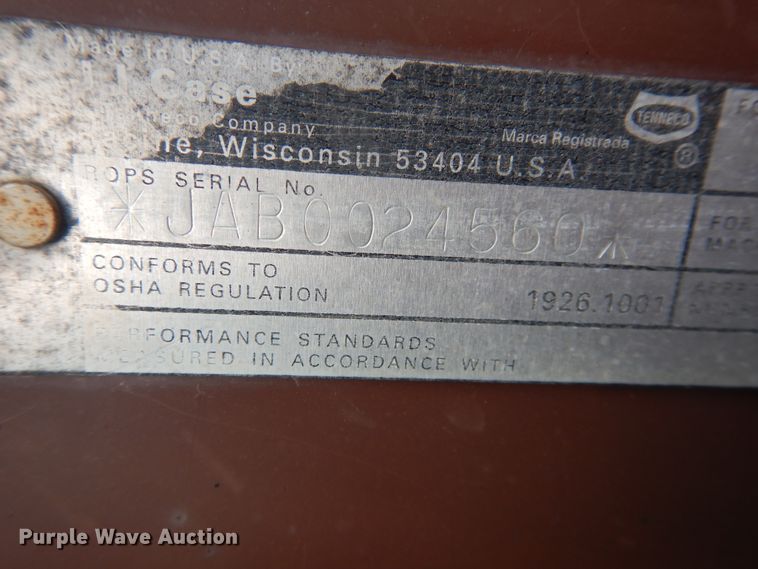 Made in U.S.A. By
J I Case
Company
Marca Registrada
TENNECO
®
Wisconsin 53404 U.S.A.
ROPS SERIAL No.
*JAB0024560*
CONFORMS TO
OSHA REGULATION 1926.1001
PERFORMANCE STANDARDS
MEASURED IN ACCORDANCE WITH
FOR
Purple Wave Auction